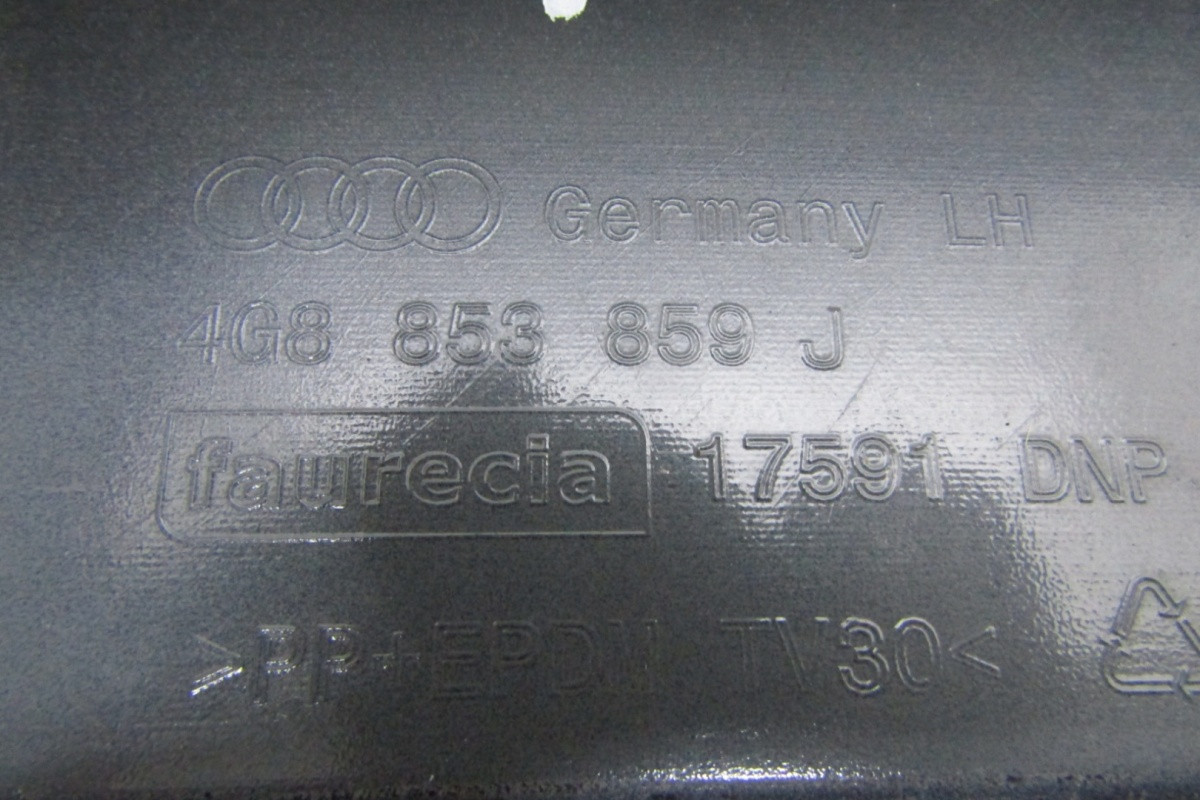 Germany LH
4G8 853 859 J
faurecia 17591 DNP
>PP+EPDM TV30<